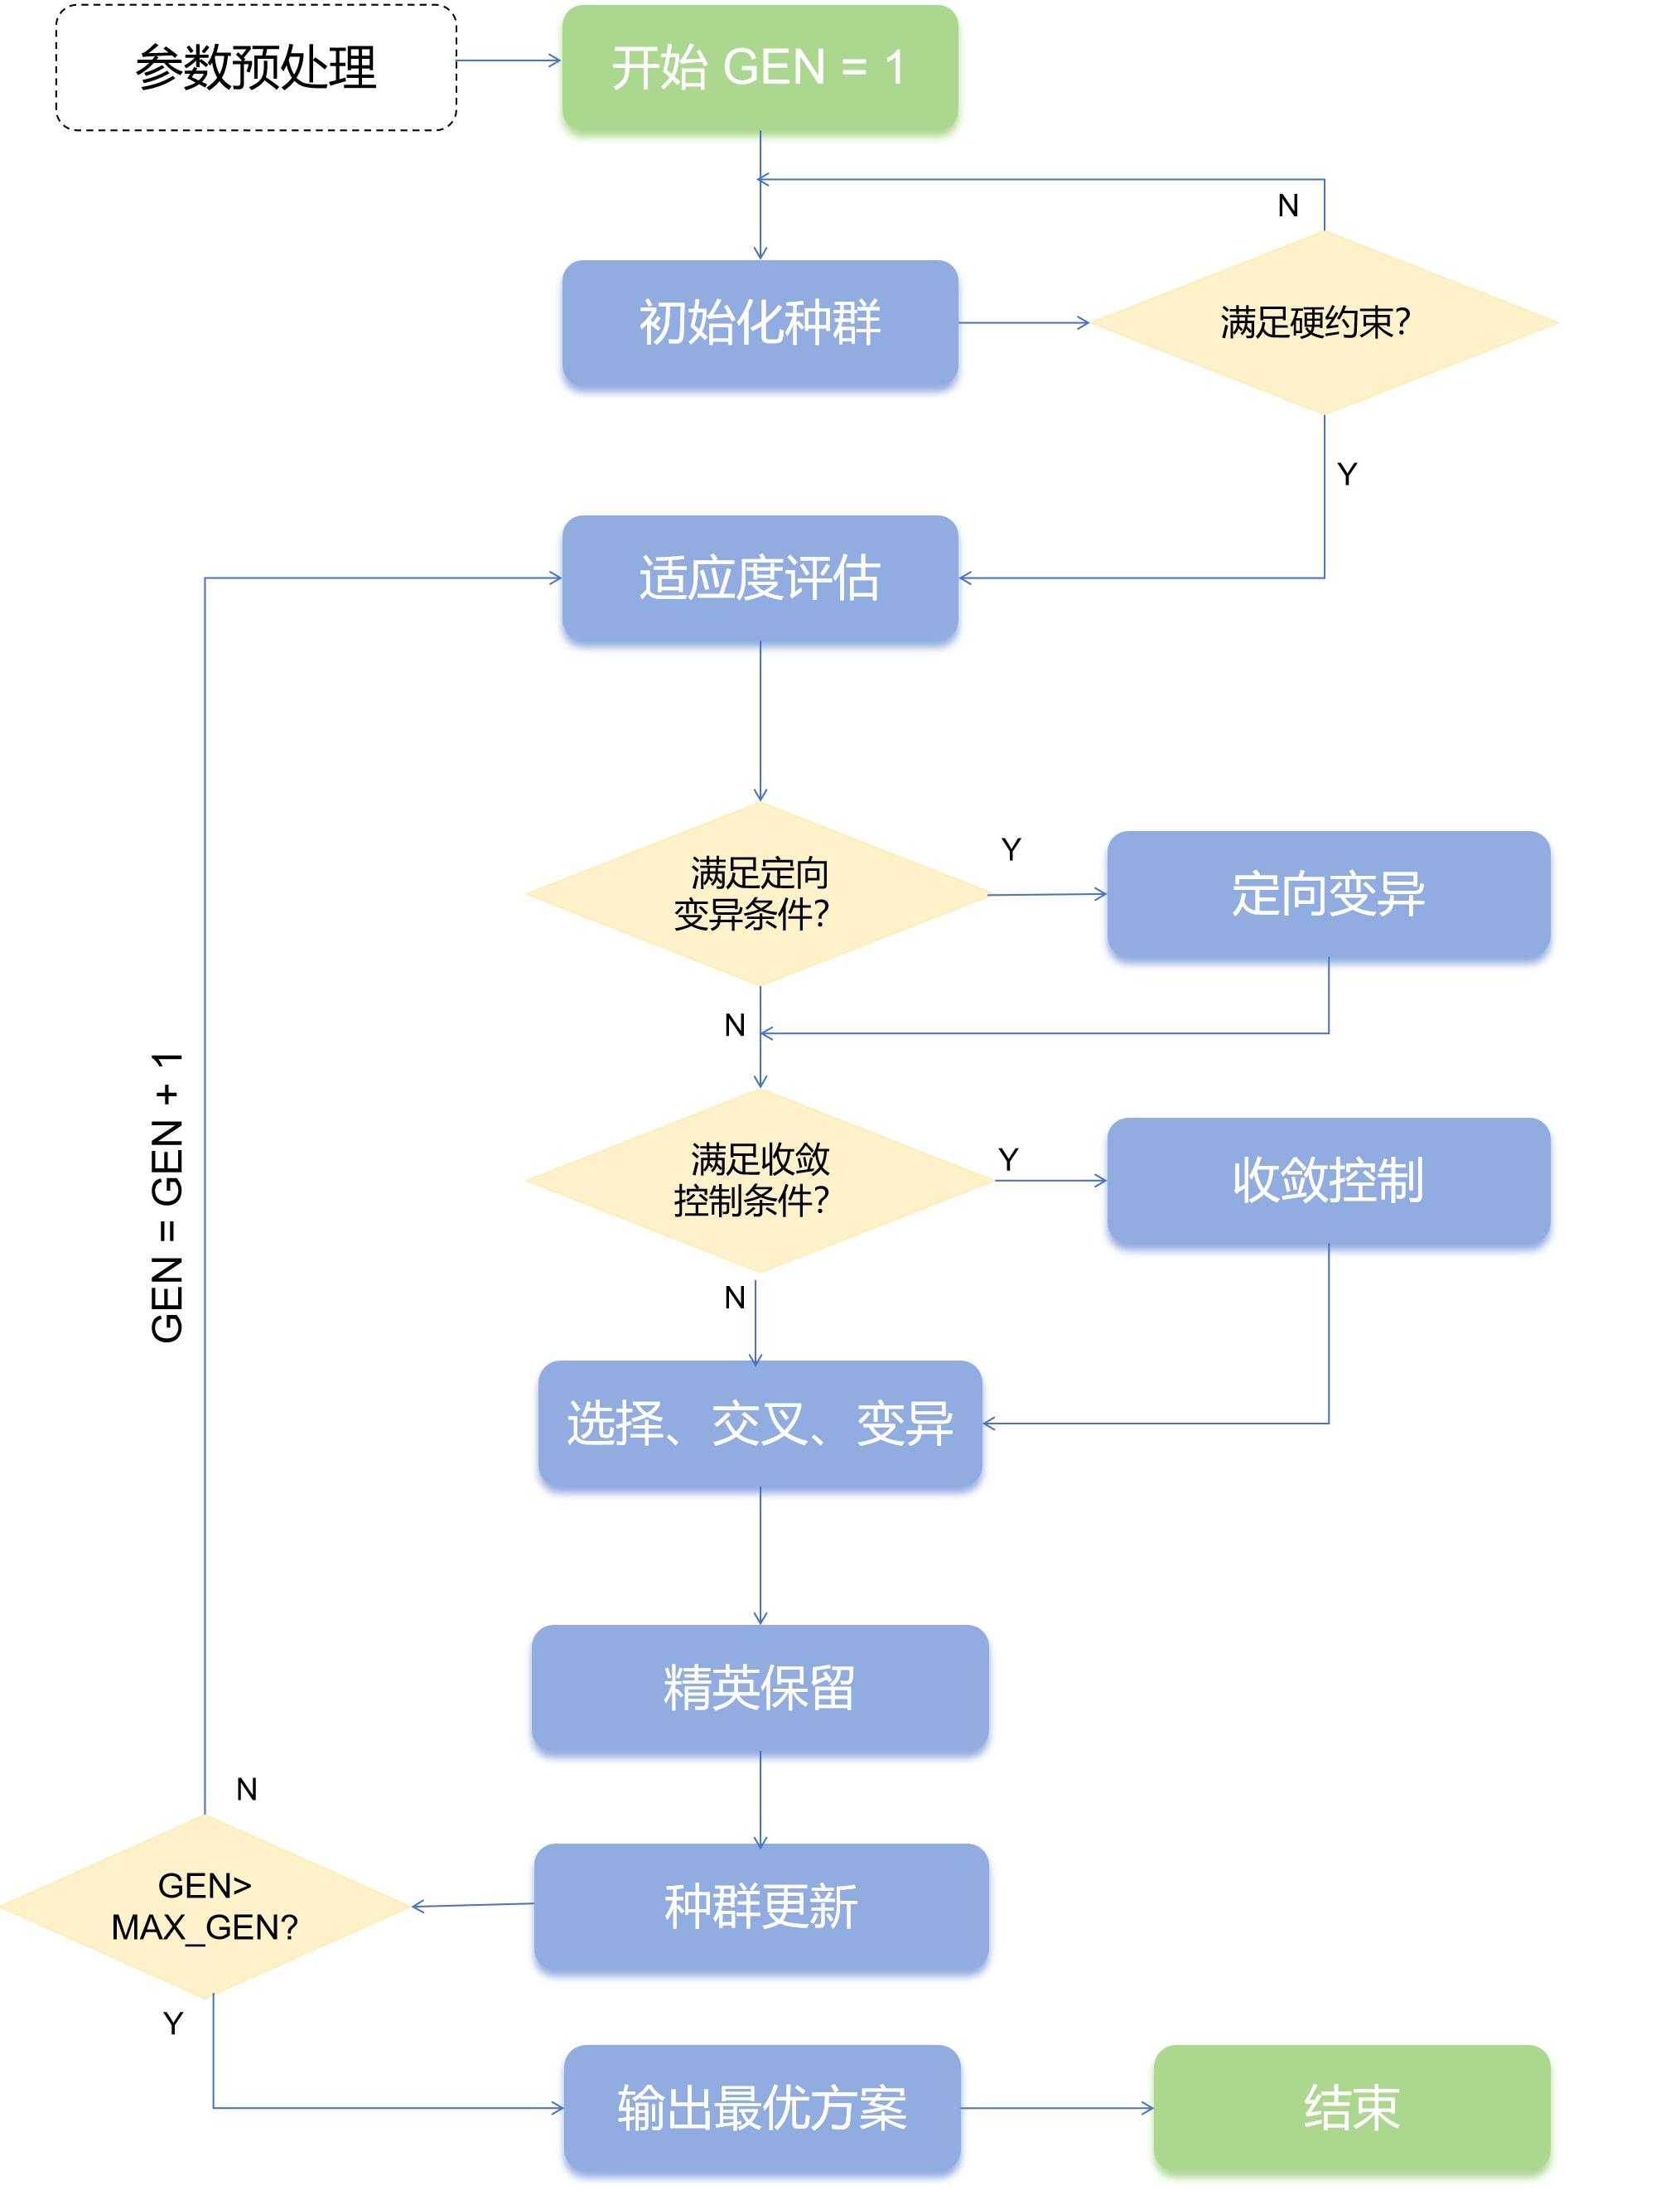 参数预处理
开始 GEN = 1
N
初始化种群
满足硬约束?
Y
适应度评估
满足定向
变异条件?
Y
定向变异
N
满足收敛
控制条件?
Y
收敛控制
N
GEN = GEN + 1
选择、交叉、变异
精英保留
N
GEN>
MAX_GEN?
种群更新
Y
输出最优方案
结束